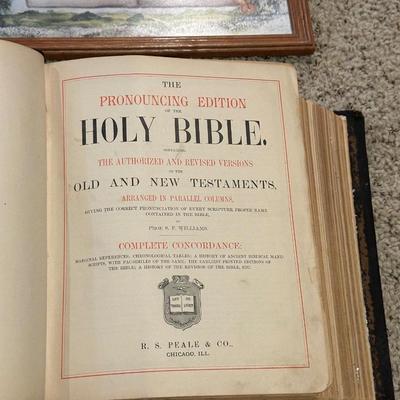 THE
PRONOUNCING EDITION
OF THE
HOLY BIBLE,
CONTAINING
THE AUTHORIZED AND REVISED VERSIONS
OF THE
OLD AND NEW TESTAMENTS,
ARRANGED IN PARALLEL COLUMNS,
GIVING THE CORRECT PRONUNCIATION OF EVERY SCRIPTURE PROPER NAME
CONTAINED IN THE BIBLE,
BY
PROF. S. F. WILLIAMS.
COMPLETE CONCORDANCE:
MARGINAL REFERENCES, CHRONOLOGICAL TABLES; A HISTORY OF ANCIENT BIBLICAL MANU-
SCRIPTS, WITH FAC-SIMILES OF THE SAME; THE EARLIEST PRINTED EDITIONS OF
THE BIBLE; A HISTORY OF THE REVISION OF THE BIBLE, ETC.
R. S. PEALE & CO.,
CHICAGO, ILL.